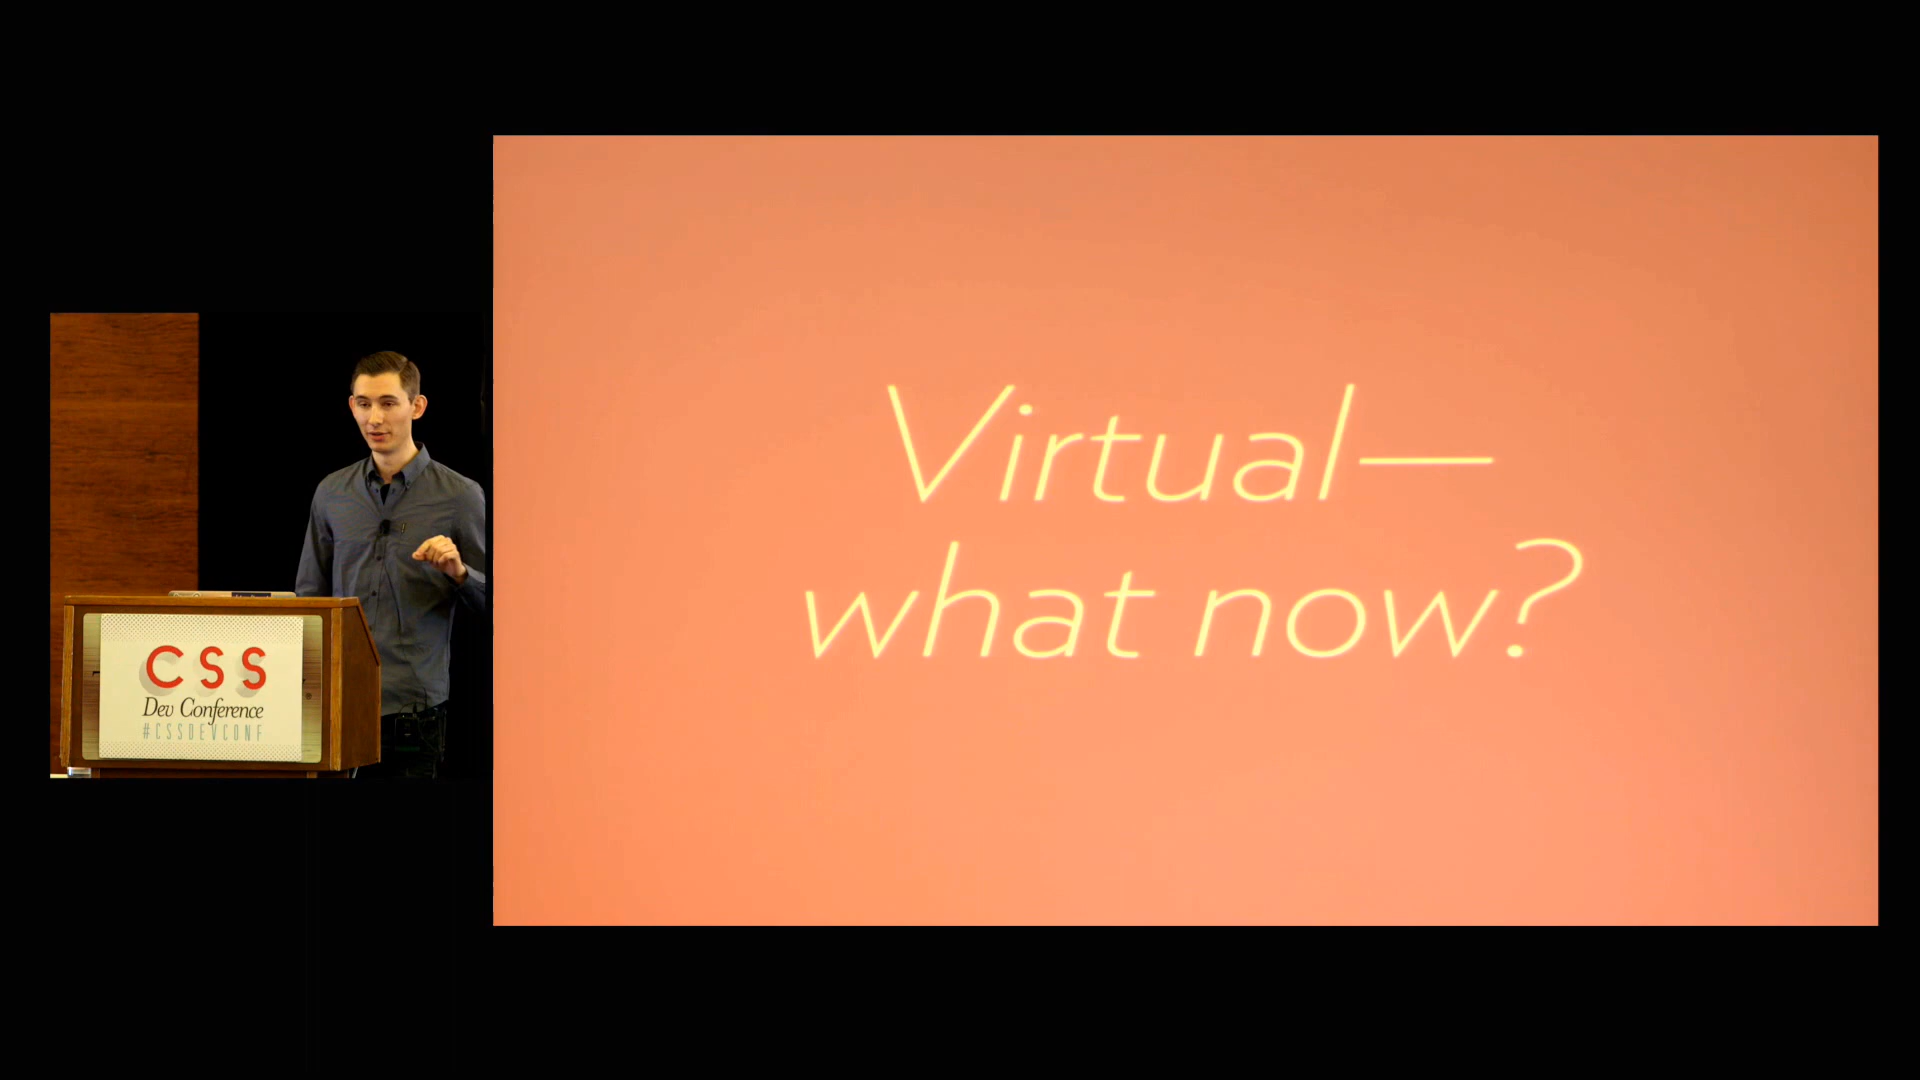 CSS
Dev Conference
#CSSDEVCONF
Virtual—
what now?